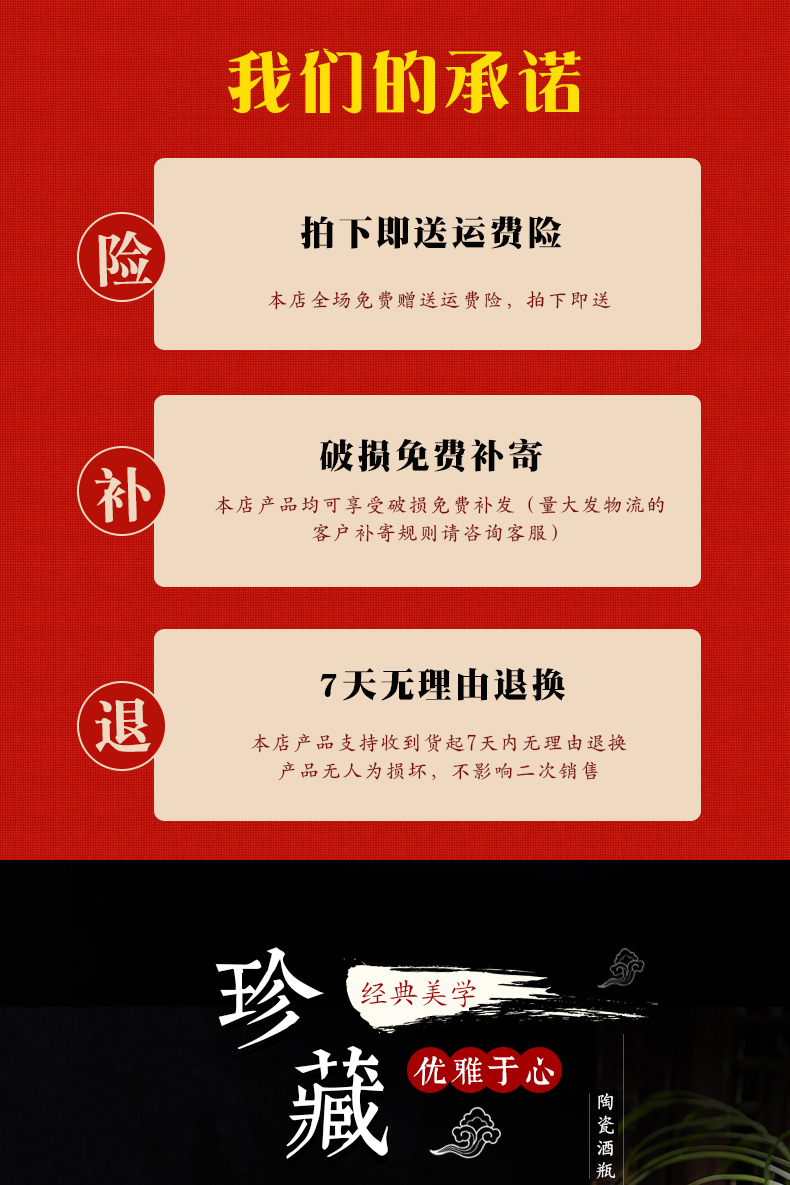 我们的承诺
险
拍下即送运费险
本店全场免费赠送运费险，拍下即送
补
破损免费补寄
本店产品均可享受破损免费补发（量大发物流的
客户补寄规则请咨询客服）
退
7天无理由退换
本店产品支持收到货起7天内无理由退换
产品无人为损坏，不影响二次销售
珍藏
经典美学
优雅于心
陶瓷酒瓶